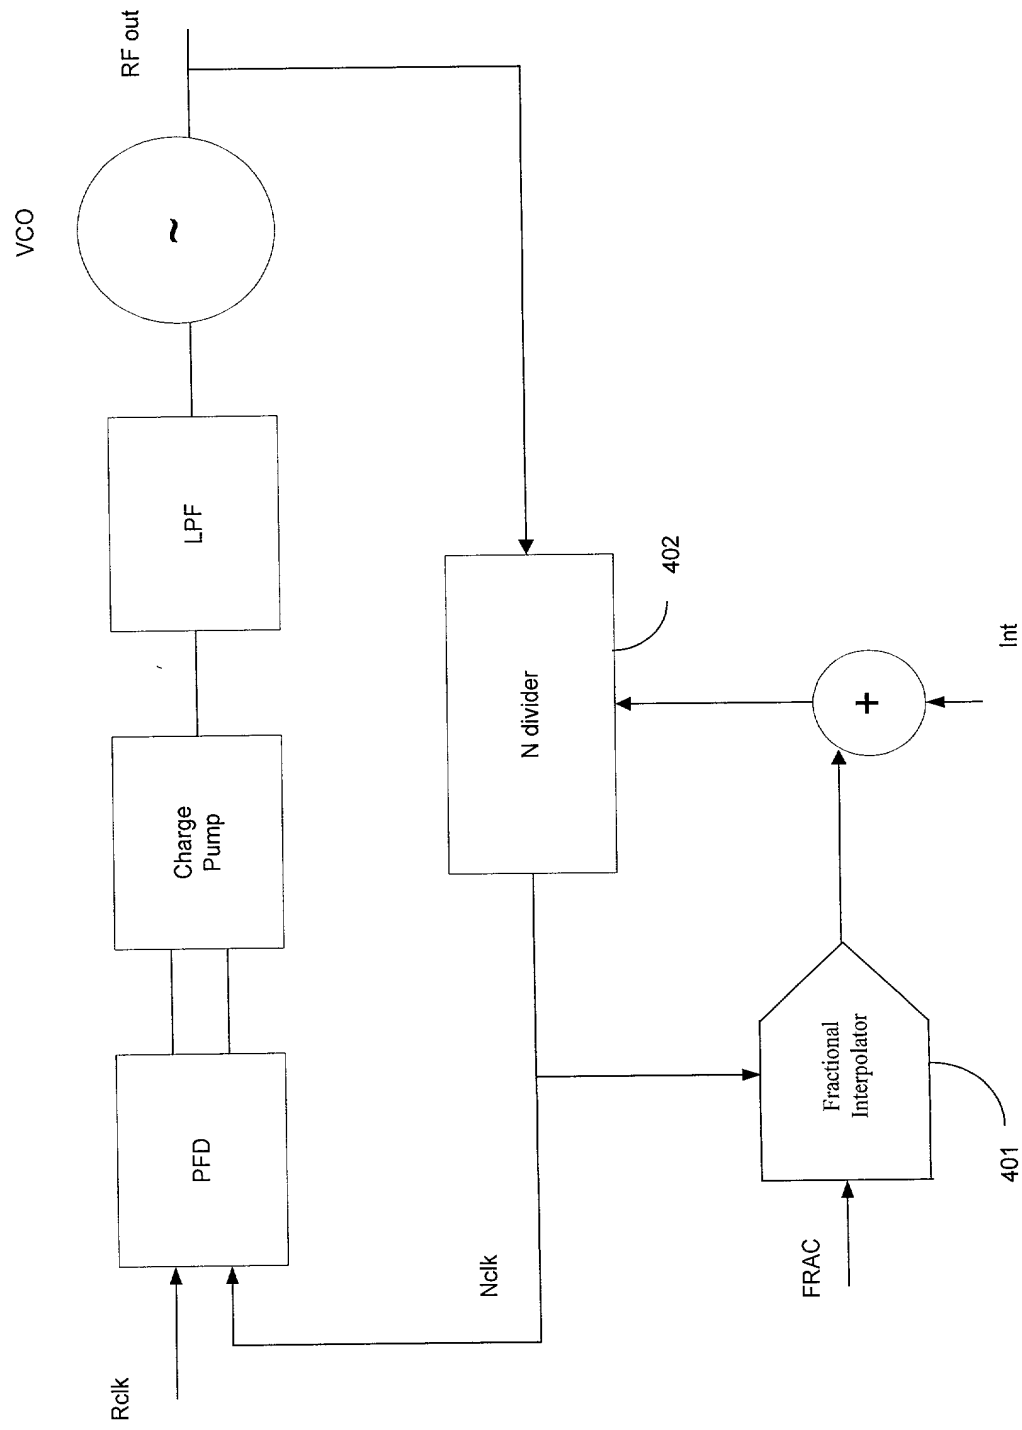 VCO
RF out
Rclk
PFD
Charge
Pump
LPF
~
Nclk
N divider
402
FRAC
Fractional
Interpolator
401
+
Int